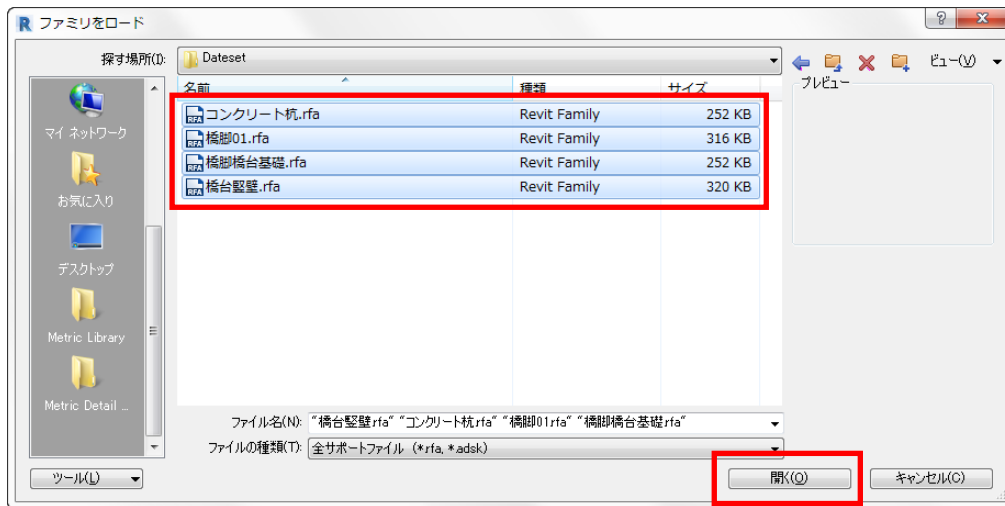 ファミリをロード
探す場所(I): Dateset ビュー(V)
名前 種類 サイズ プレビュー
コンクリート杭.rfa Revit Family 252 KB
橋脚01.rfa Revit Family 316 KB
橋脚橋台基礎.rfa Revit Family 252 KB
橋台竪壁.rfa Revit Family 320 KB
マイ ネットワーク
お気に入り
デスクトップ
Metric Library
Metric Detail ...
ファイル名(N): "橋台竪壁.rfa" "コンクリート杭.rfa" "橋脚01.rfa" "橋脚橋台基礎.rfa"
ファイルの種類(T): 全サポートファイル (*.rfa, *.adsk)
ツール(L) 開く(O) キャンセル(C)